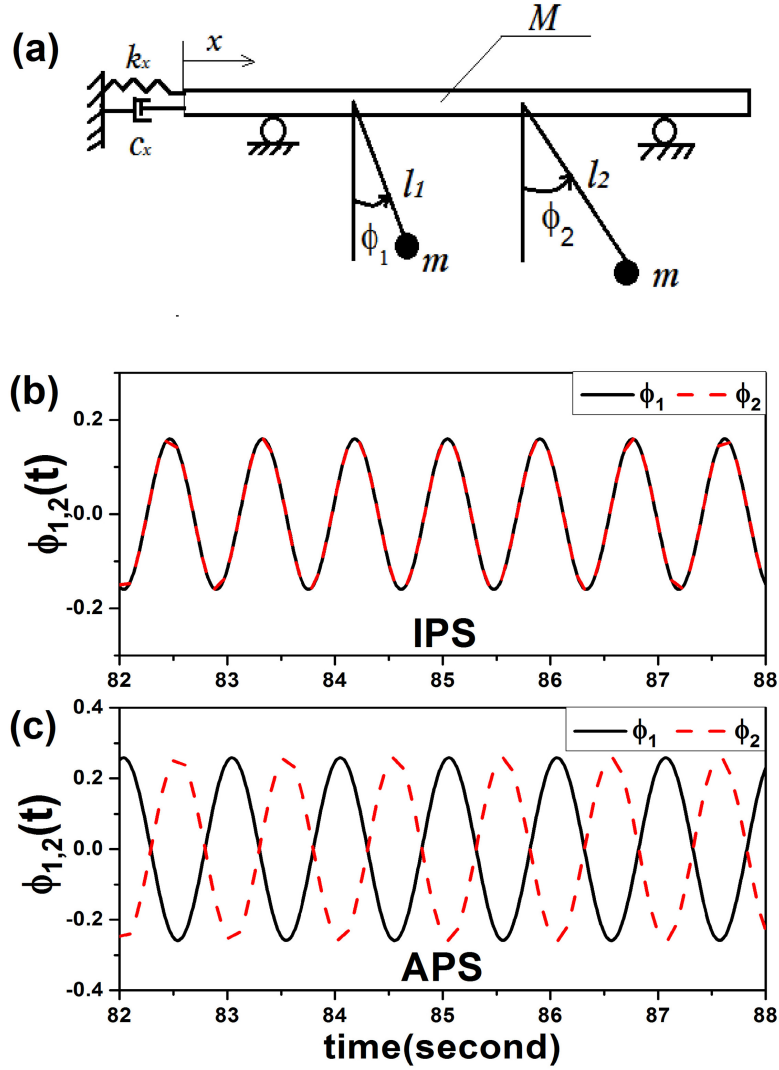 (a)
M
x
kₓ
cₓ
l₁
l₂
ϕ₁
ϕ₂
m
m
(b)
ϕ₁ ϕ₂
ϕ₁,₂(t)
0.2
0.0
-0.2
IPS
82 83 84 85 86 87 88
(c)
ϕ₁ ϕ₂
ϕ₁,₂(t)
0.4
0.2
0.0
-0.2
-0.4
APS
82 83 84 85 86 87 88
time(second)